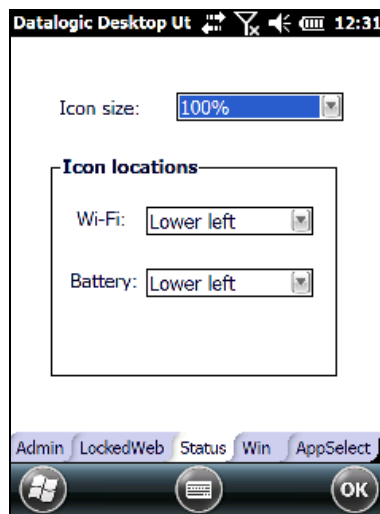 Datalogic Desktop Ut 12:31
Icon size: 100%
Icon locations
Wi-Fi: Lower left
Battery: Lower left
Admin LockedWeb Status Win AppSelect
OK